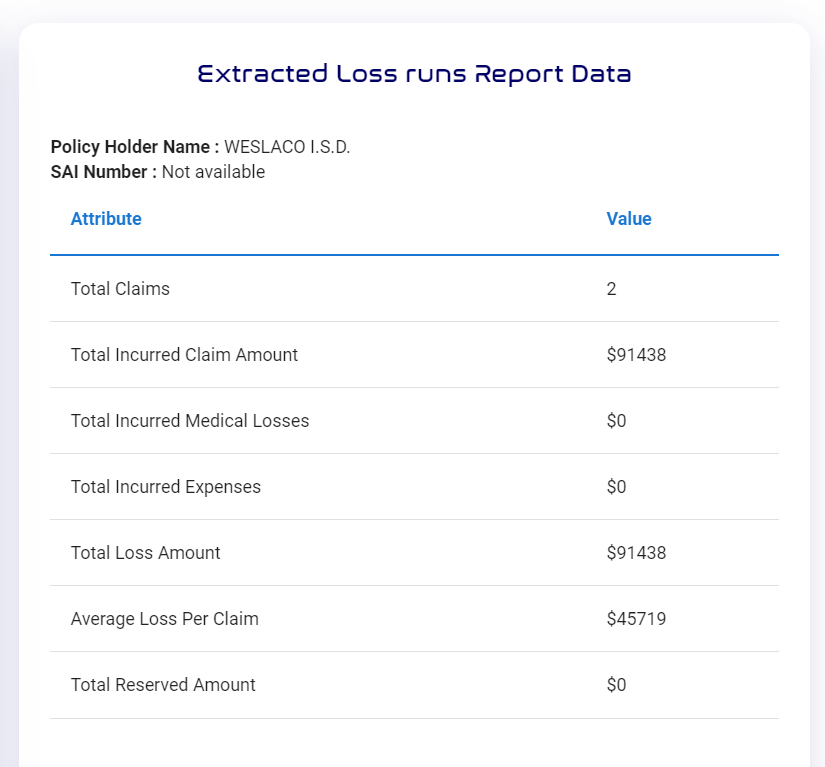 Extracted Loss runs Report Data
Policy Holder Name : WESLACO I.S.D.
SAI Number : Not available
Attribute Value
Total Claims 2
Total Incurred Claim Amount $91438
Total Incurred Medical Losses $0
Total Incurred Expenses $0
Total Loss Amount $91438
Average Loss Per Claim $45719
Total Reserved Amount $0